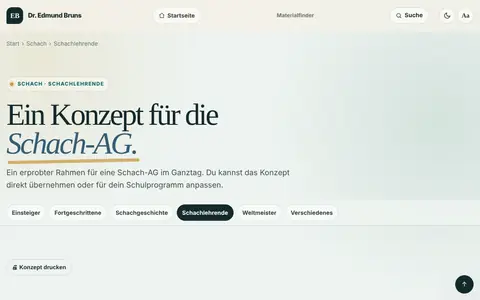 EB Dr. Edmund Bruns Startseite Materialfinder Suche Aa
Start › Schach › Schachlehrende
SCHACH · SCHACHLEHRENDE
Ein Konzept für die
Schach-AG.
Ein erprobter Rahmen für eine Schach-AG im Ganztag. Du kannst das Konzept
direkt übernehmen oder für dein Schulprogramm anpassen.
Einsteiger Fortgeschrittene Schachgeschichte Schachlehrende Weltmeister Verschiedenes
Konzept drucken